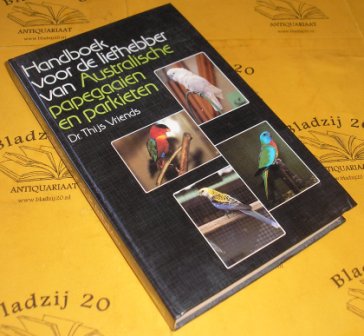 Handboek
voor de liefhebber
van Australische
papegaaien
en parkieten
Dr. Thijs Vriends
ANTIQUARIAAT
Bladzij
ANTIQUARIAAT
www.bladzij20.nl
Bladzij 20